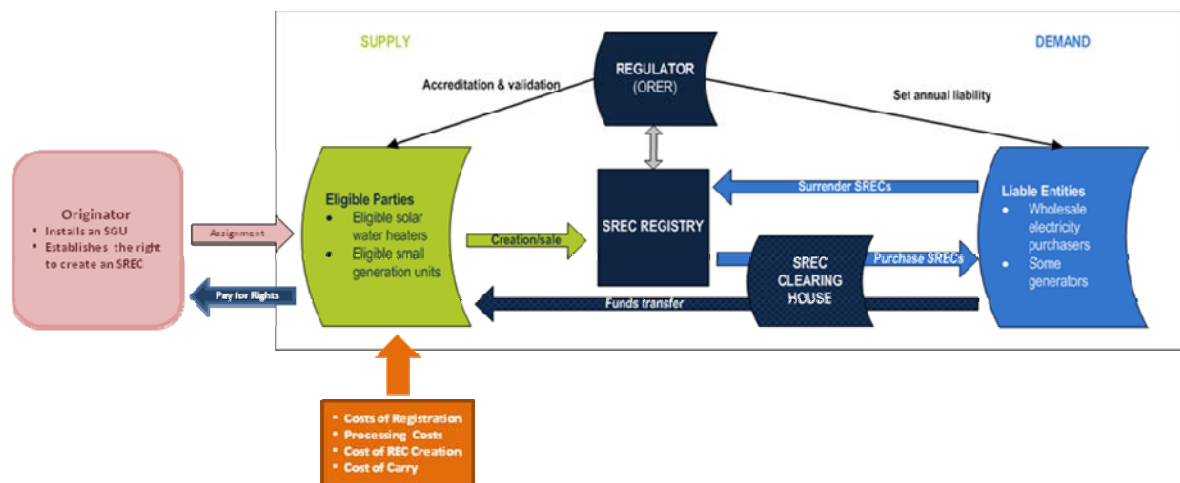 SUPPLY
DEMAND
REGULATOR
(ORER)
Accreditation & validation
Set annual liability
Originator
• Installs an SGU
• Establishes the right
to create an SREC
Assignment
Pay for Rights
Eligible Parties
• Eligible solar
water heaters
• Eligible small
generation units
Creation/sale
SREC REGISTRY
Surrender SRECs
Purchase SRECs
SREC
CLEARING
HOUSE
Funds transfer
Liable Entities
• Wholesale
electricity
purchasers
• Some
generators
• Costs of Registration
• Processing Costs
• Cost of REC Creation
• Cost of Carry